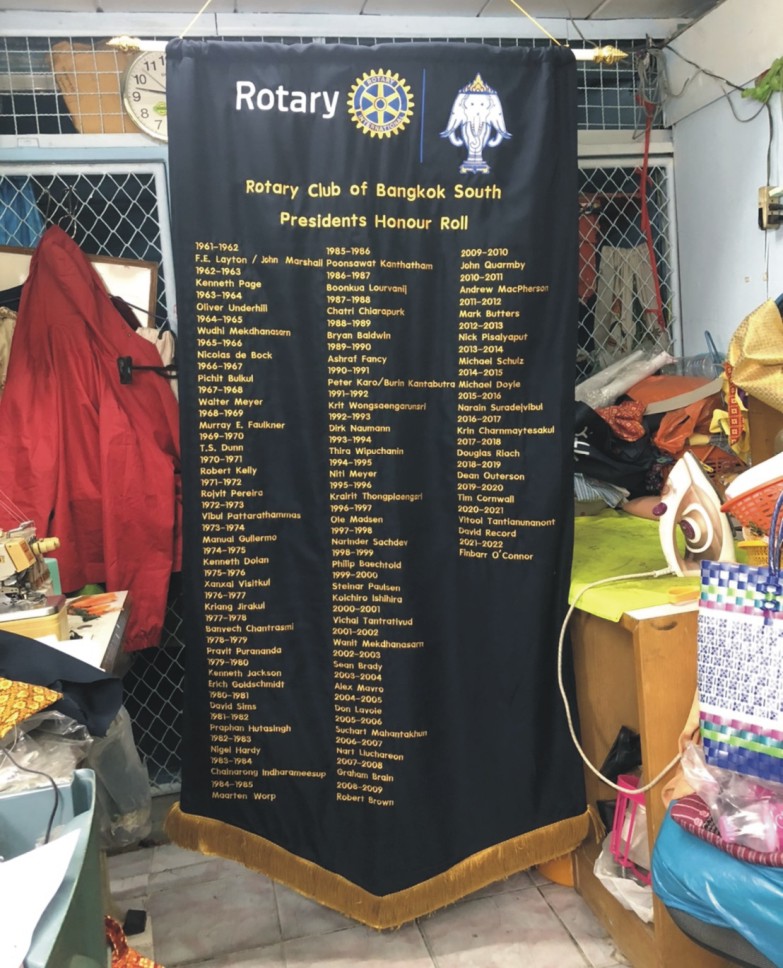 Rotary
ROTARY
INTERNATIONAL
Rotary Club of Bangkok South
Presidents Honour Roll
1961-1962
F.E. Layton / John Marshall
1962-1963
Kenneth Page
1963-1964
Oliver Underhill
1964-1965
Wudhi Mekdhanasarn
1965-1966
Nicolas de Bock
1966-1967
Pichit Bulkul
1967-1968
Walter Meyer
1968-1969
Murray E. Faulkner
1969-1970
T.S. Dunn
1970-1971
Robert Kelly
1971-1972
Rojvit Pereira
1972-1973
Vibul Pattarathammas
1973-1974
Manual Guliermo
1974-1975
Kenneth Dolan
1975-1976
Kanxai Visitkul
1976-1977
Kriang Jirakul
1977-1978
Banyech Chantrasmi
1978-1979
Pravit Purananda
1979-1980
Kenneth Jackson
Erich Goldschmidt
1980-1981
David Sims
1981-1982
Praphan Hutasingh
1982-1983
Nigel Hardy
1983-1984
Chainarong Indharameesup
1984-1985
Maarten Worp
1985-1986
Poonsawat Kanthatham
1986-1987
Boonkua Lourvanij
1987-1988
Chatri Chiarapurk
1988-1989
Bryan Baldwin
1989-1990
Ashraf Fancy
1990-1991
Peter Karo/Burin Kantabutra
1991-1992
Krit Wongsaengarunsri
1992-1993
Dirk Naumann
1993-1994
Thira Wipuchanin
1994-1995
Niti Meyer
1995-1996
Krairit Thongplaengsri
1996-1997
Ole Madsen
1997-1998
Narinder Sachdev
1998-1999
Philip Baechtold
1999-2000
Steinar Paulsen
Koichiro Ishihira
2000-2001
Vichai Tantrativud
2001-2002
Wanit Mekdhanasarn
2002-2003
Sean Brady
2003-2004
Alex Mavro
2004-2005
Don Lavoie
2005-2006
Suchart Mahantakhun
2006-2007
Nart Liuchareon
2007-2008
Graham Brain
2008-2009
Robert Brown
2009-2010
John Quarmby
2010-2011
Andrew MacPherson
2011-2012
Mark Butters
2012-2013
Nick Pisalyaput
2013-2014
Michael Schulz
2014-2015
Michael Doyle
2015-2016
Narain Suradejvibul
2016-2017
Krin Charnmaytesakul
2017-2018
Douglas Riach
2018-2019
Dean Outerson
2019-2020
Tim Cornwall
2020-2021
Vitool Tantianunanont
David Record
2021-2022
Finbarr O'Connor